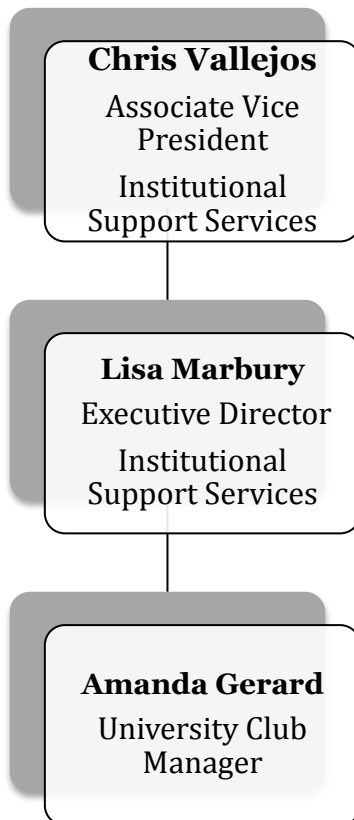 Chris Vallejos
Associate Vice
President
Institutional
Support Services
Lisa Marbury
Executive Director
Institutional
Support Services
Amanda Gerard
University Club
Manager